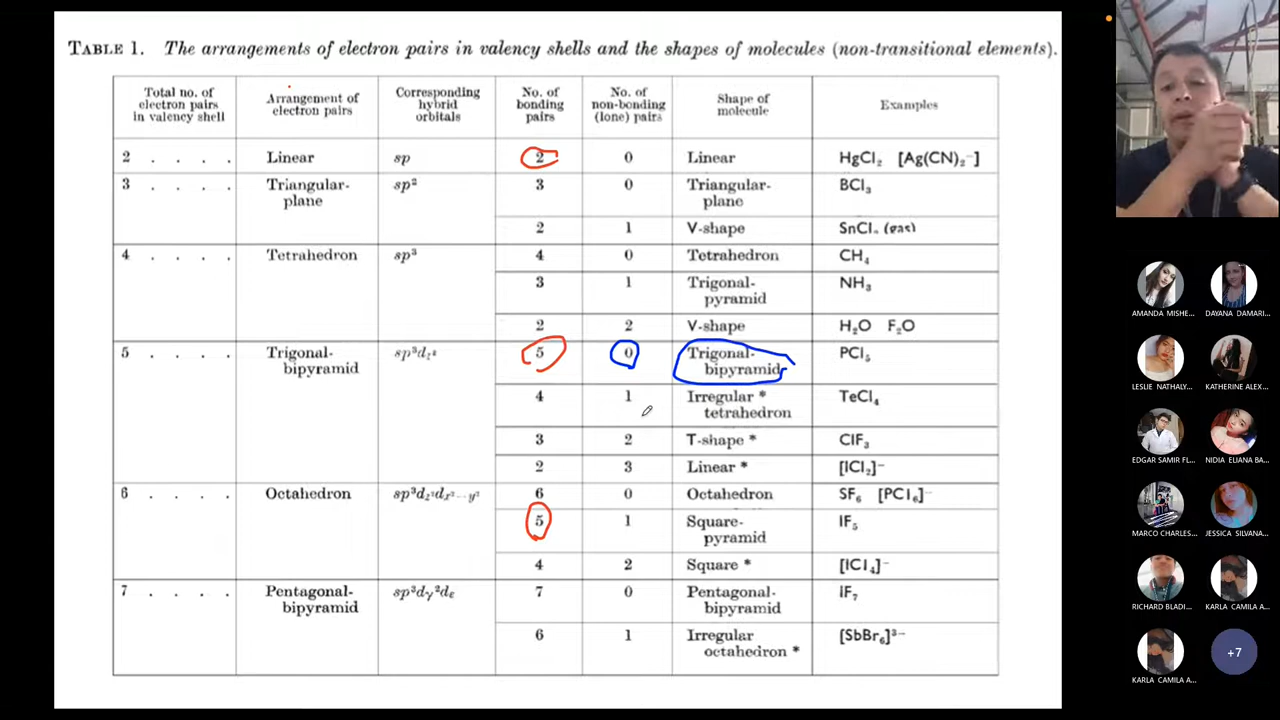 TABLE 1. The arrangements of electron pairs in valency shells and the shapes of molecules (non-transitional elements).
Total no. of electron pairs in valency shell
Arrangement of electron pairs
Corresponding hybrid orbitals
No. of bonding pairs
No. of non-bonding (lone) pairs
Shape of molecule
Examples
2 . . . . Linear sp 2 0 Linear HgCl₂ [Ag(CN)₂⁻]
3 . . . . Triangular-plane sp² 3 0 Triangular-plane BCl₃
2 1 V-shape SnCl (gas)
4 . . . . Tetrahedron sp³ 4 0 Tetrahedron CH₄
3 1 Trigonal-pyramid NH₃
2 2 V-shape H₂O F₂O
5 . . . . Trigonal-bipyramid sp³d_z² 5 0 Trigonal-bipyramid PCl₅
4 1 Irregular * tetrahedron TeCl₄
3 2 T-shape * ClF₃
2 3 Linear * [ICl₂]⁻
6 . . . . Octahedron sp³d_z²d_x²₋y² 6 0 Octahedron SF₆ [PCl₆]⁻
5 1 Square-pyramid IF₅
4 2 Square * [ICl₄]⁻
7 . . . . Pentagonal-bipyramid sp³dγ²dε 7 0 Pentagonal-bipyramid IF₇
6 1 Irregular octahedron * [SbBr₆]³⁻
AMANDA MISHE...
DAYANA DAMARI...
LESLIE NATHALY...
KATHERINE ALEX...
EDGAR SAMIR FL...
NIDIA ELIANA BA...
MARCO CHARLES...
JESSICA SILVANA...
RICHARD BLADI...
KARLA CAMILA A...
KARLA CAMILA A...
+7